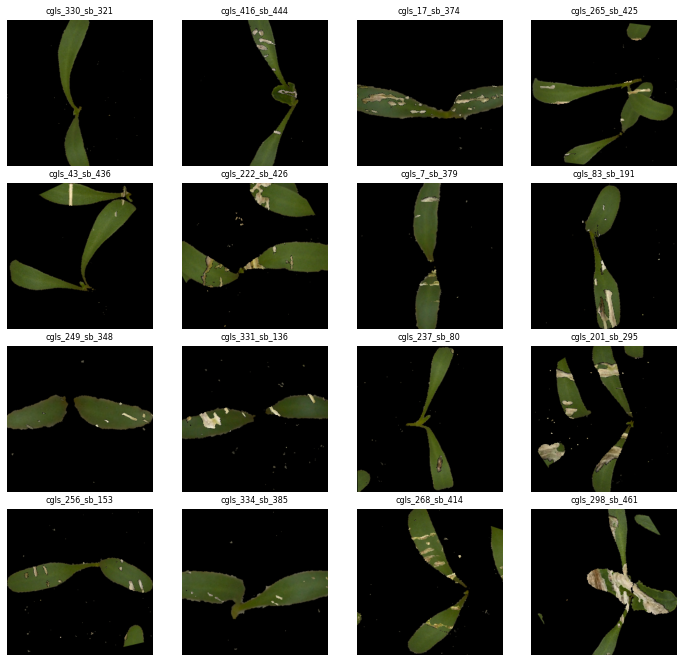 cgls_330_sb_321
cgls_416_sb_444
cgls_17_sb_374
cgls_265_sb_425
cgls_43_sb_436
cgls_222_sb_426
cgls_7_sb_379
cgls_83_sb_191
cgls_249_sb_348
cgls_331_sb_136
cgls_237_sb_80
cgls_201_sb_295
cgls_256_sb_153
cgls_334_sb_385
cgls_268_sb_414
cgls_298_sb_461